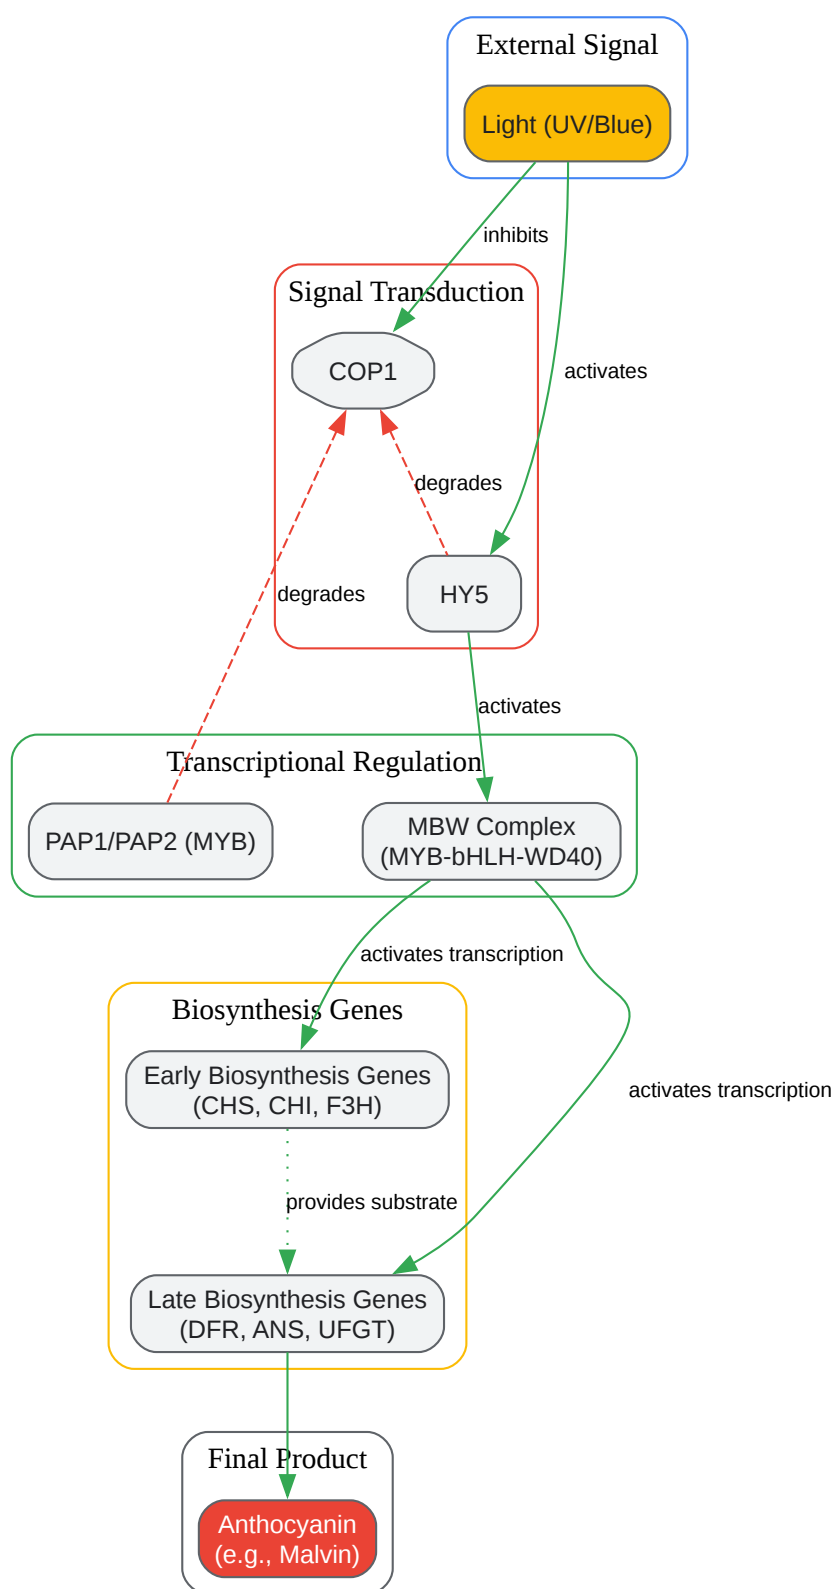 External Signal
Light (UV/Blue)
inhibits
Signal Transduction
COP1
activates
degrades
HY5
degrades
activates
Transcriptional Regulation
PAP1/PAP2 (MYB)
MBW Complex
(MYB-bHLH-WD40)
activates transcription
Biosynthesis Genes
Early Biosynthesis Genes
(CHS, CHI, F3H)
activates transcription
provides substrate
Late Biosynthesis Genes
(DFR, ANS, UFGT)
Final Product
Anthocyanin
(e.g., Malvin)